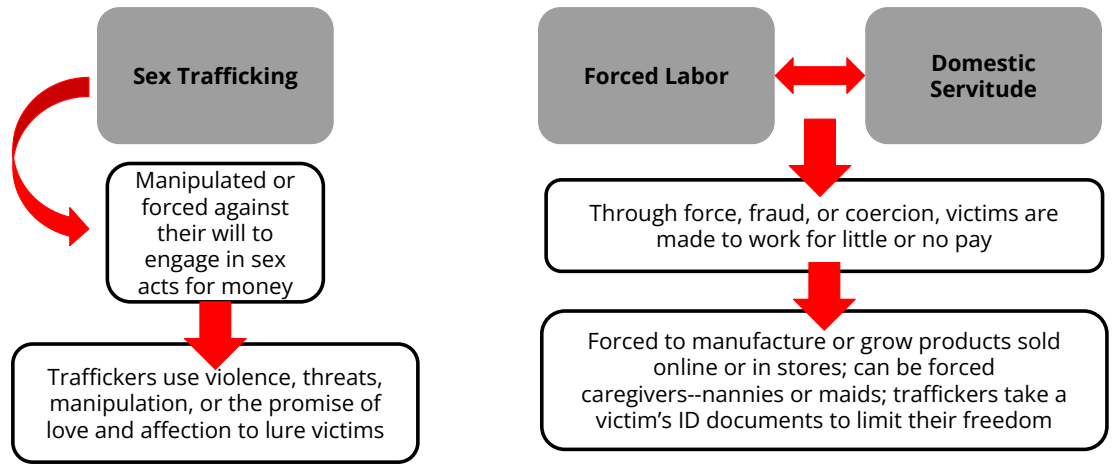 Sex Trafficking
Manipulated or
forced against
their will to
engage in sex
acts for money
Traffickers use violence, threats,
manipulation, or the promise of
love and affection to lure victims
Forced Labor
Domestic
Servitude
Through force, fraud, or coercion, victims are
made to work for little or no pay
Forced to manufacture or grow products sold
online or in stores; can be forced
caregivers--nannies or maids; traffickers take a
victim’s ID documents to limit their freedom